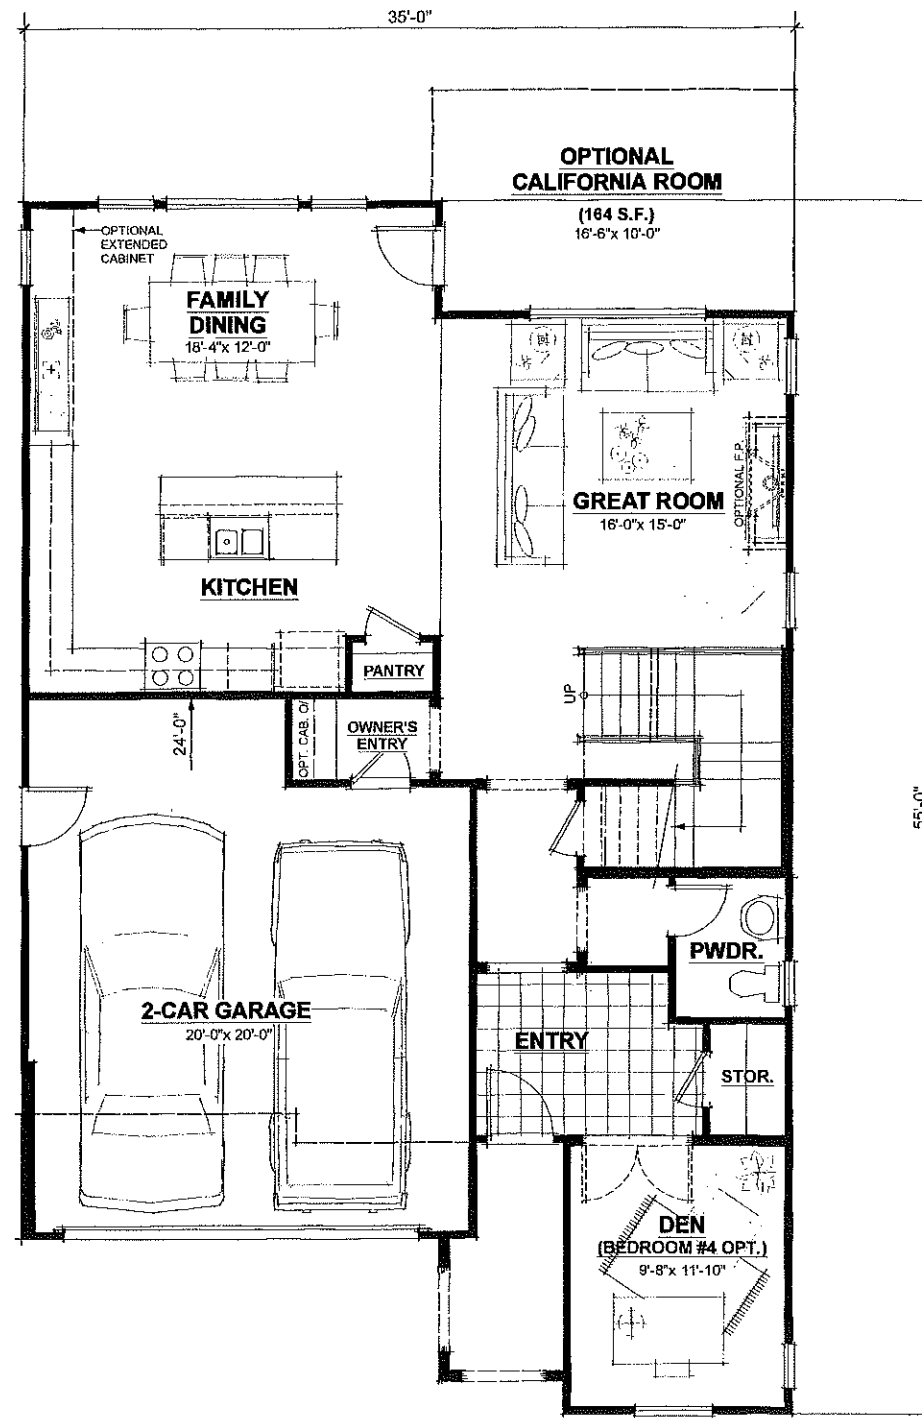 35'-0"
OPTIONAL
CALIFORNIA ROOM
(164 S.F.)
16'-6"x 10'-0"
OPTIONAL
EXTENDED
CABINET
FAMILY
DINING
18'-4"x 12'-0"
OPTIONAL F.P.
GREAT ROOM
16'-0"x 15'-0"
KITCHEN
PANTRY
UP
24'-0"
OPT. CAB. O/
OWNER'S
ENTRY
55'-0"
PWDR.
2-CAR GARAGE
20'-0"x 20'-0"
ENTRY
STOR.
DEN
(BEDROOM #4 OPT.)
9'-8"x 11'-10"